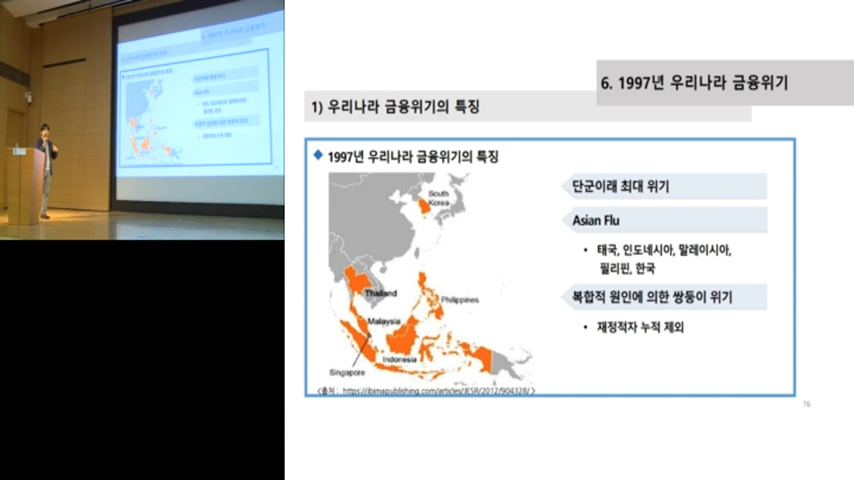 6. 1997년 우리나라 금융위기
1) 우리나라 금융위기의 특징
1997년 우리나라 금융위기의 특징
South
Korea
Thailand
Philippines
Malaysia
Indonesia
Singapore
<출처 : https://ibimapublishing.com/articles/JESR/2012/904328/ >
단군이래 최대 위기
Asian Flu
• 태국, 인도네시아, 말레이시아,
필리핀, 한국
복합적 원인에 의한 쌍둥이 위기
• 재정적자 누적 제외
76